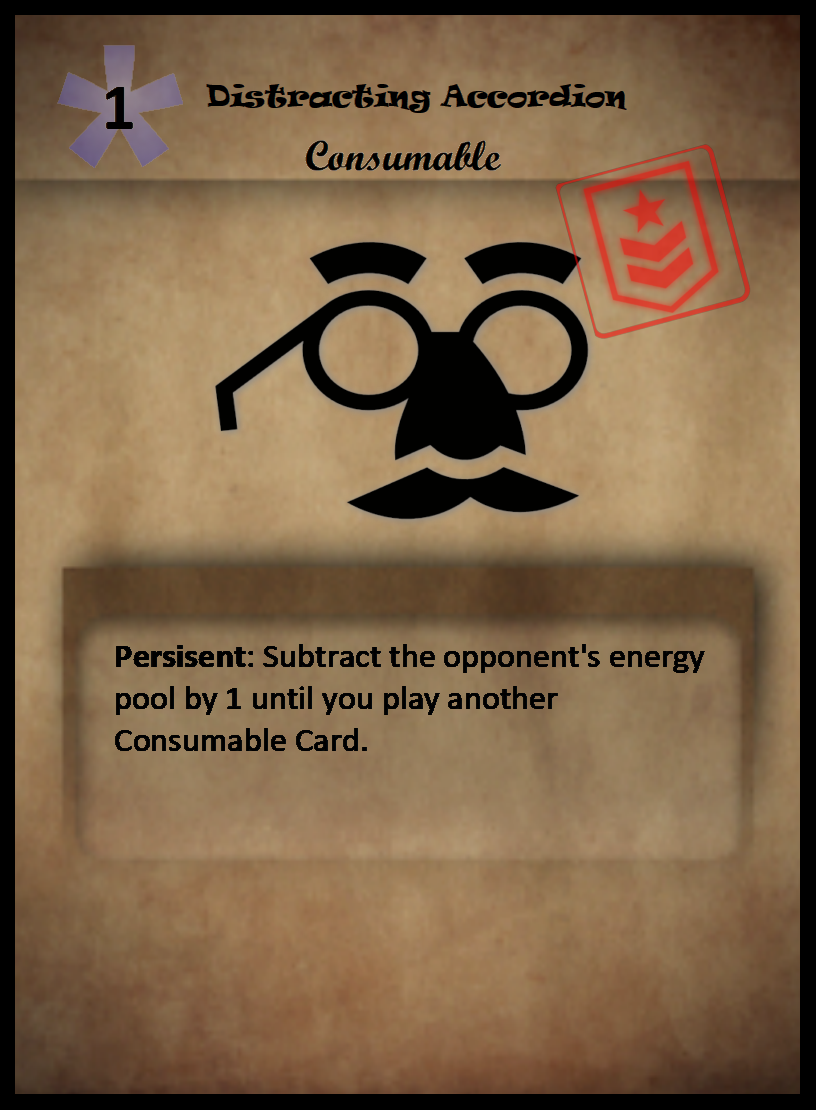 1
Distracting Accordion
Consumable
Persisent: Subtract the opponent's energy
pool by 1 until you play another
Consumable Card.